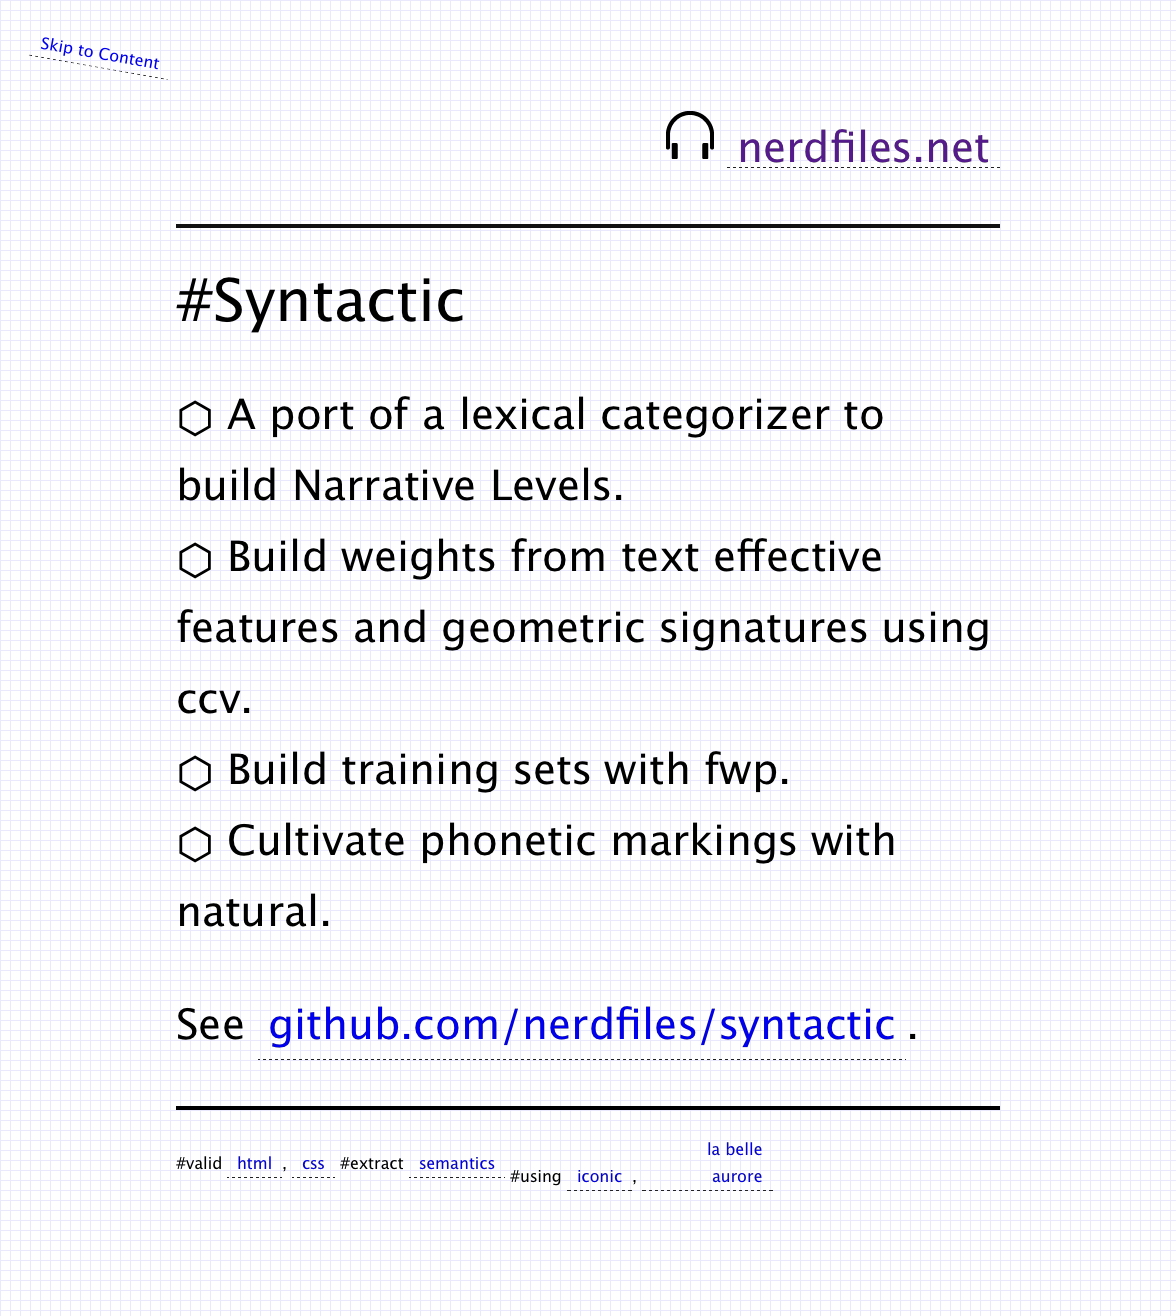 Skip to Content
nerdfiles.net
#Syntactic
⬡ A port of a lexical categorizer to
build Narrative Levels.
⬡ Build weights from text effective
features and geometric signatures using
ccv.
⬡ Build training sets with fwp.
⬡ Cultivate phonetic markings with
natural.
See github.com/nerdfiles/syntactic .
#valid html , css #extract semantics
#using iconic , la belle
aurore